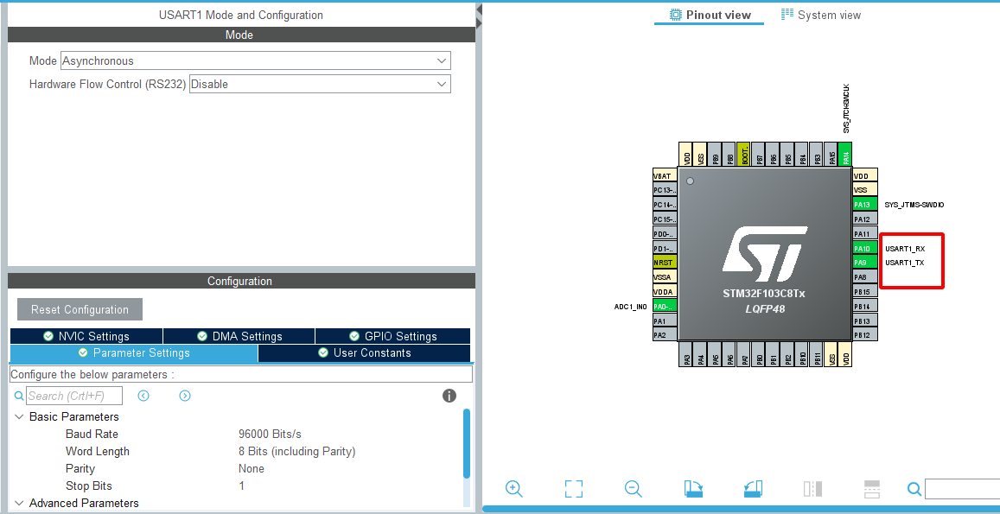 USART1 Mode and Configuration
Mode
Mode Asynchronous
Hardware Flow Control (RS232) Disable
Configuration
Reset Configuration
NVIC Settings DMA Settings GPIO Settings
Parameter Settings User Constants
Configure the below parameters :
Search (Crtl+F)
Basic Parameters
Baud Rate 96000 Bits/s
Word Length 8 Bits (including Parity)
Parity None
Stop Bits 1
Advanced Parameters
Pinout view System view
SYS_JTCK-SWCLK
VDD VSS PB9 PB8 BOOT.. PB7 PB6 PB5 PB4 PB3 PA15 PA14
VBAT
PC13-..
PC14-..
PC15-..
PD0-..
PD1-..
NRST
VSSA
VDDA
ADC1_IN0 PA0-..
PA1
PA2
STM32F103C8Tx
LQFP48
VDD
VSS
PA13 SYS_JTMS-SWDIO
PA12
PA11
PA10 USART1_RX
PA9 USART1_TX
PA8
PB15
PB14
PB13
PB12
PA3 PA4 PA5 PA6 PA7 PB0 PB1 PB2 PB10 PB11 VSS VDD